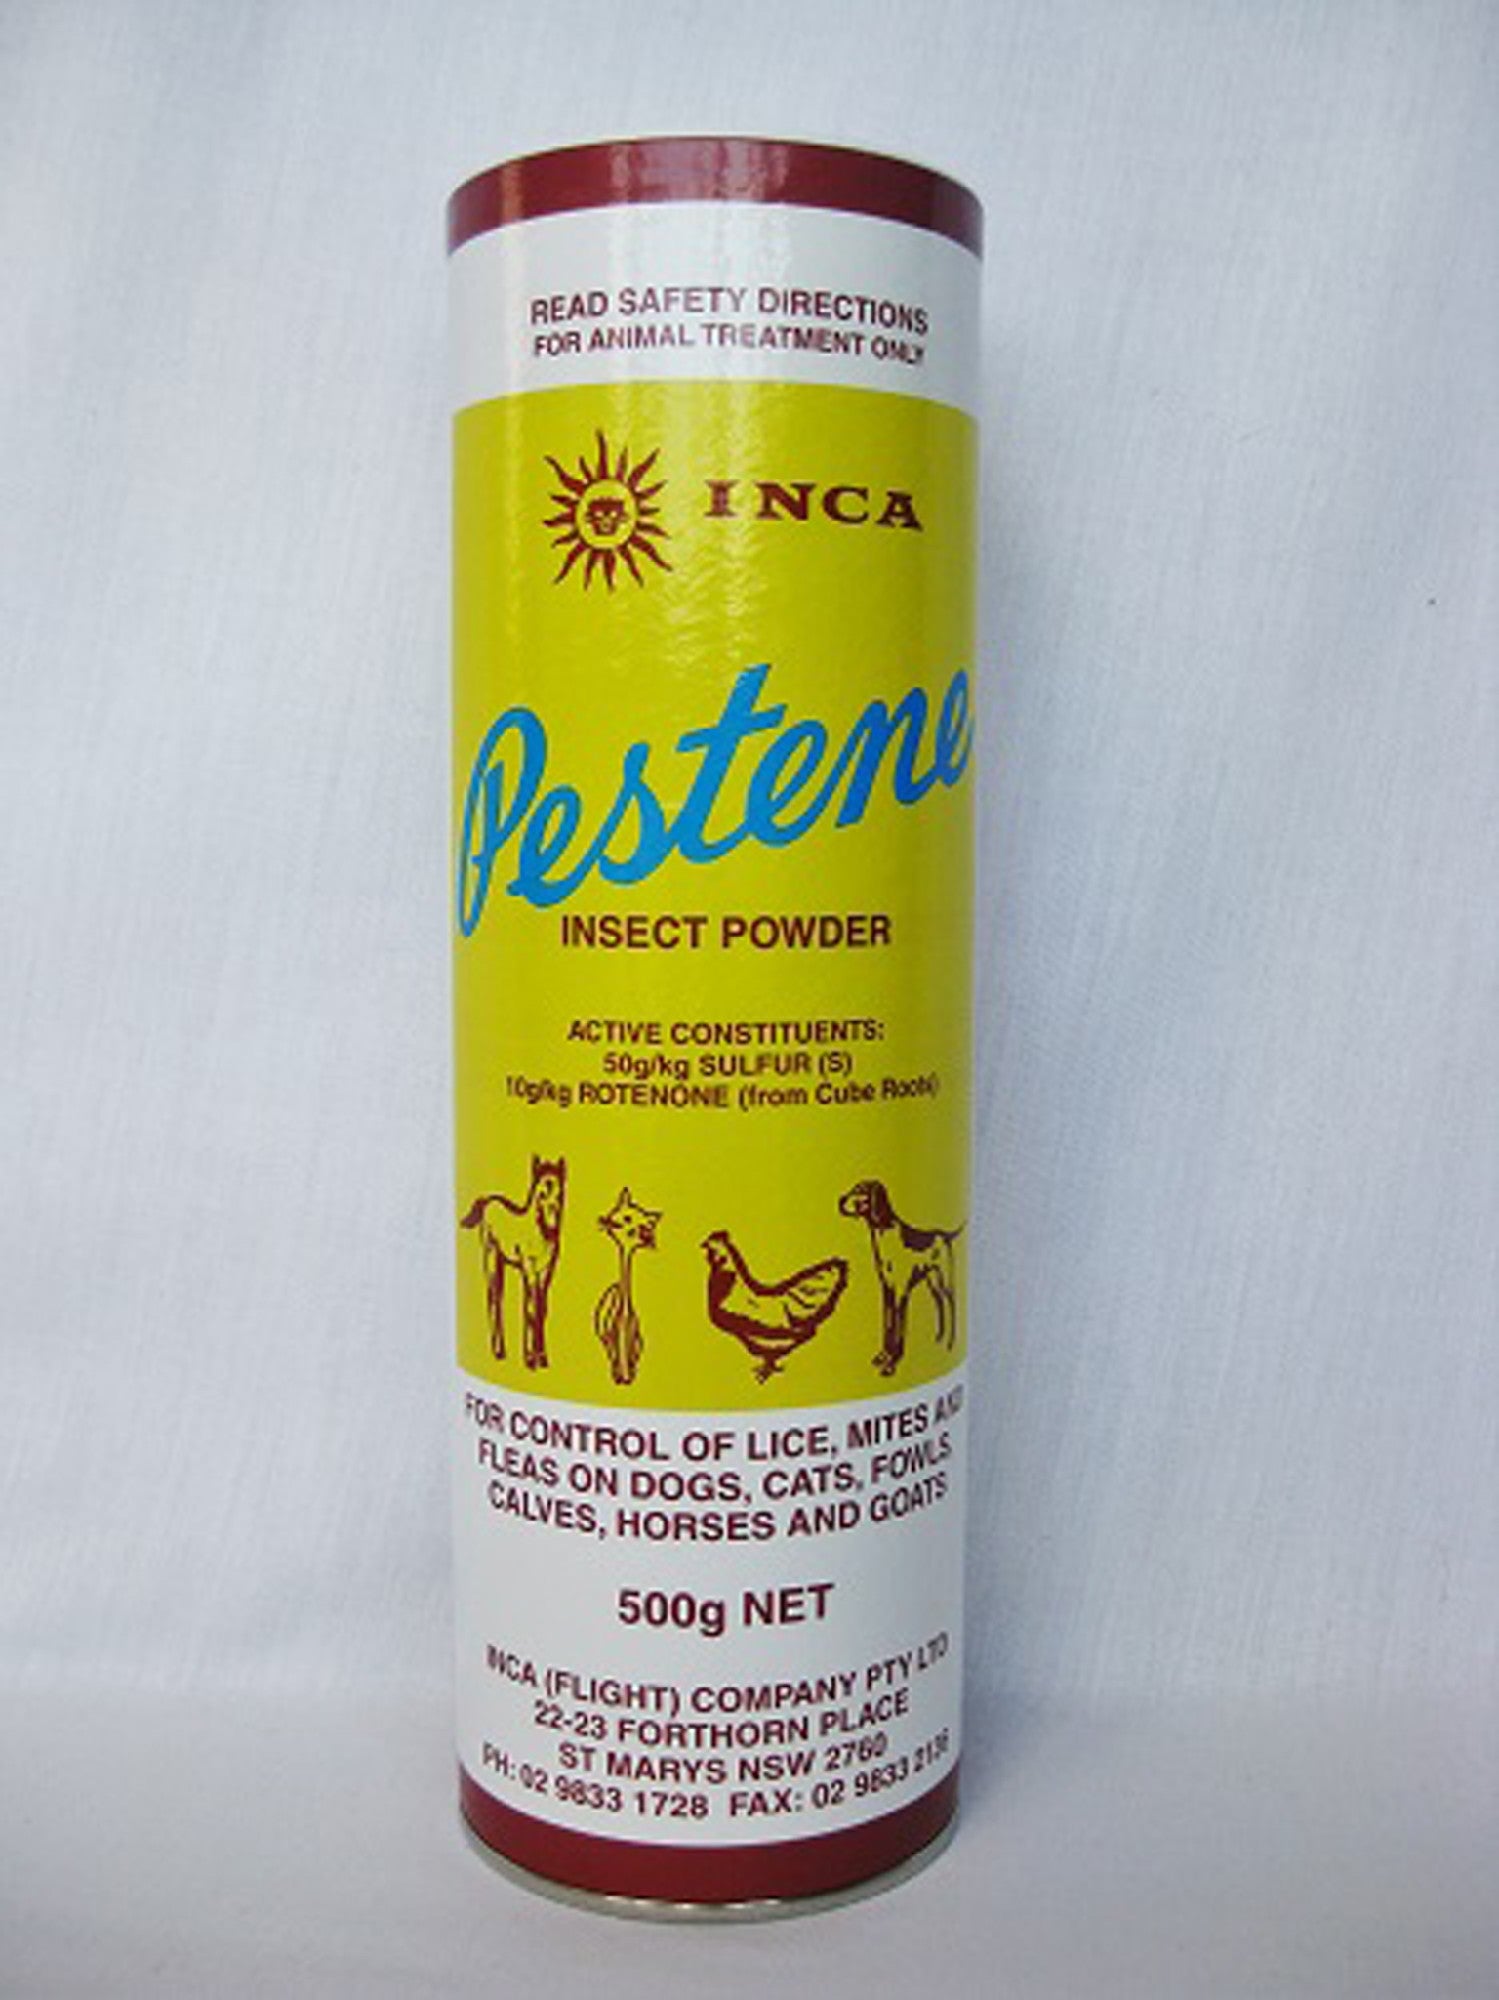 READ SAFETY DIRECTIONS
FOR ANIMAL TREATMENT ONLY
INCA
Pestene
INSECT POWDER
ACTIVE CONSTITUENTS:
50g/kg SULFUR (S)
10g/kg ROTENONE (from Cube Roots)
FOR CONTROL OF LICE, MITES AND
FLEAS ON DOGS, CATS, FOWLS,
CALVES, HORSES AND GOATS
500g NET
INCA (FLIGHT) COMPANY PTY LTD
22-23 FORTHORN PLACE
ST MARYS NSW 2760
PH: 02 9833 1728 FAX: 02 9833 2136